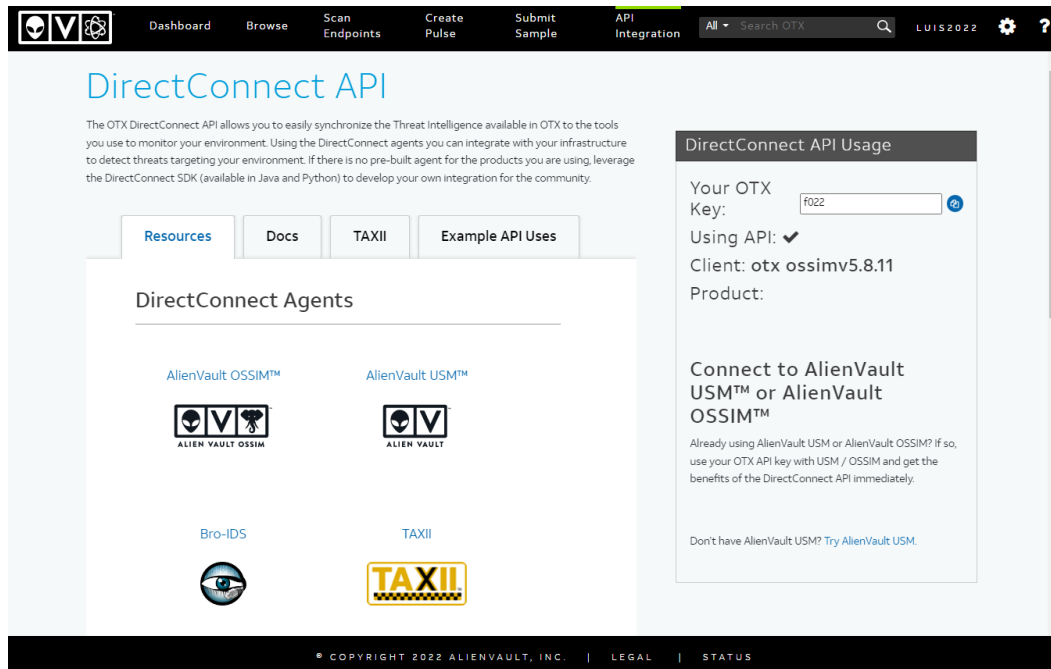 Dashboard
Browse
Scan
Endpoints
Create
Pulse
Submit
Sample
API
Integration
All
Search OTX
LUIS2022
?
DirectConnect API
The OTX DirectConnect API allows you to easily synchronize the Threat Intelligence available in OTX to the tools
you use to monitor your environment. Using the DirectConnect agents you can integrate with your infrastructure
to detect threats targeting your environment. If there is no pre-built agent for the products you are using, leverage
the DirectConnect SDK (available in Java and Python) to develop your own integration for the community.
Resources
Docs
TAXII
Example API Uses
DirectConnect Agents
AlienVault OSSIM™
AlienVault USM™
ALIEN VAULT OSSIM
ALIEN VAULT
Bro-IDS
TAXII
TAXII
DirectConnect API Usage
Your OTX
Key:
f022
Using API: ✔
Client: otx ossimv5.8.11
Product:
Connect to AlienVault
USM™ or AlienVault
OSSIM™
Already using AlienVault USM or AlienVault OSSIM? If so,
use your OTX API key with USM / OSSIM and get the
benefits of the DirectConnect API immediately.
Don't have AlienVault USM? Try AlienVault USM.
© COPYRIGHT 2022 ALIENVAULT, INC. | LEGAL | STATUS